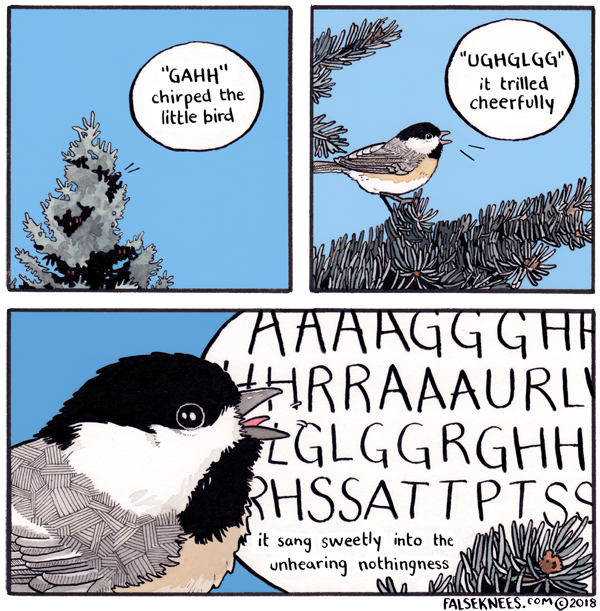 "GAHH"
chirped the
little bird
"UGHGLGG"
it trilled
cheerfully
AAAAGGGHH
HHRRAAAURL
LGLGGRGHH
RHSSATTPTSS
it sang sweetly into the
unhearing nothingness
FALSEKNEES.COM©2018